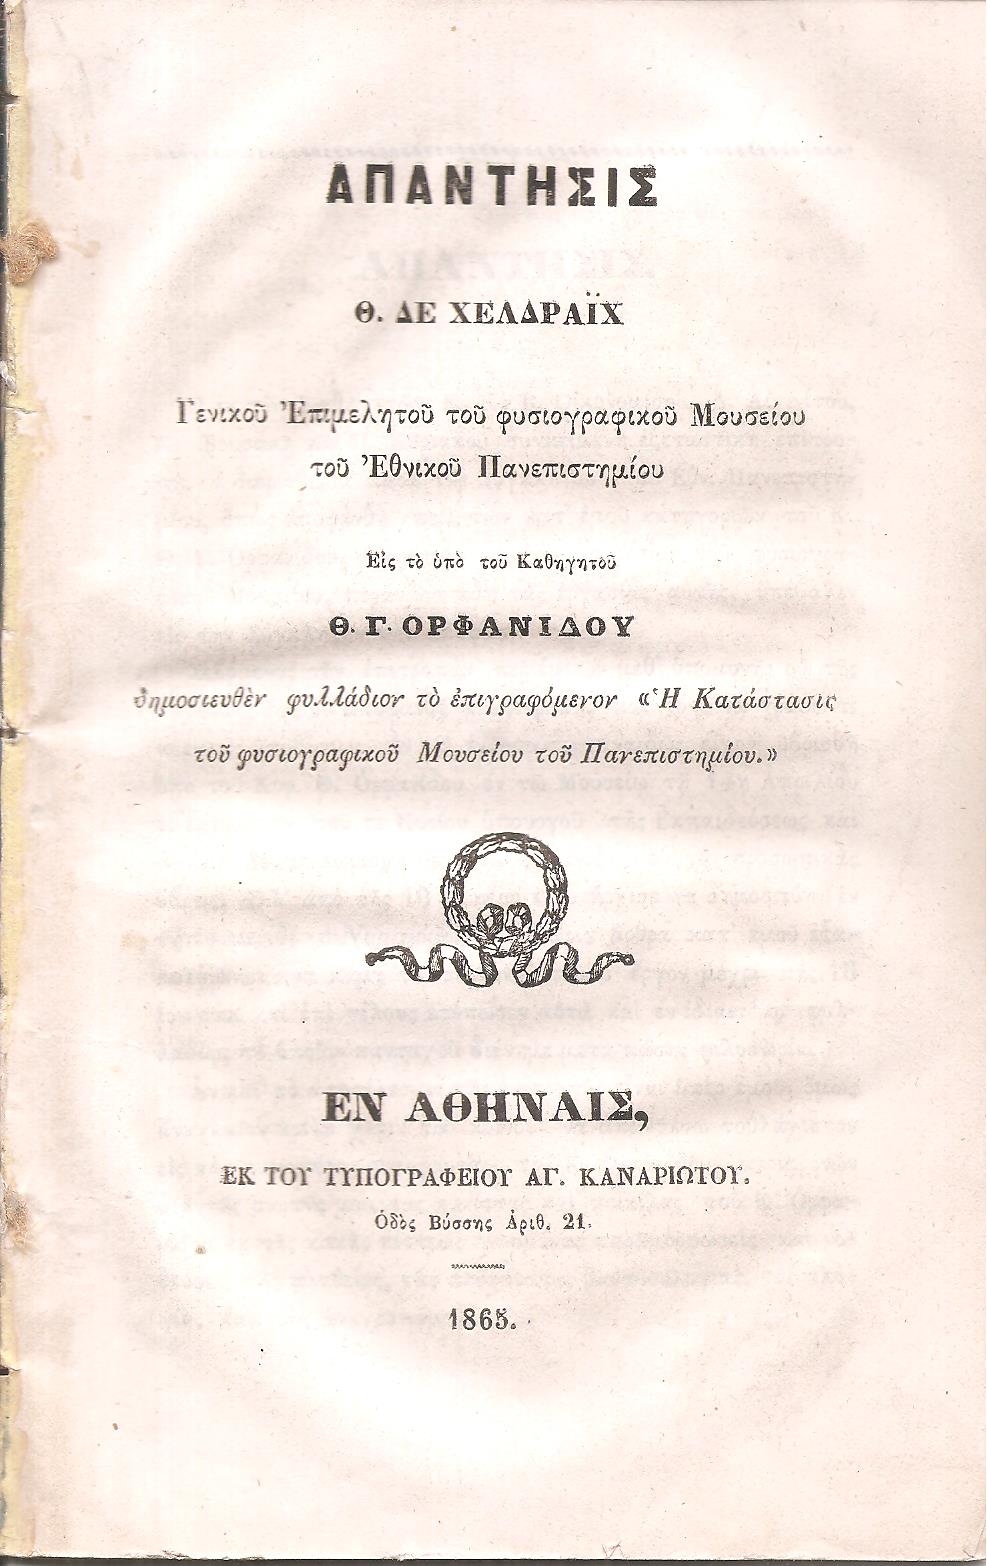 ΑΠΑΝΤΗΣΙΣ
Θ. ΔΕ ΧΕΛΔΡΑΪΧ
Γενικοῦ Ἐπιμελητοῦ τοῦ φυσιογραφικοῦ Μουσείου
τοῦ Ἐθνικοῦ Πανεπιστημίου
Εἰς τὸ ὑπὸ τοῦ Καθηγητοῦ
Θ. Γ. ΟΡΦΑΝΙΔΟΥ
δημοσιευθὲν φυλλάδιον τὸ ἐπιγραφόμενον «Ἡ Κατάστασις
τοῦ φυσιογραφικοῦ Μουσείου τοῦ Πανεπιστημίου.»
ΕΝ ΑΘΗΝΑΙΣ,
ΕΚ ΤΟΥ ΤΥΠΟΓΡΑΦΕΙΟΥ ΑΓ. ΚΑΝΑΡΙΩΤΟΥ.
Ὁδὸς Βύσσης Ἀριθ. 21.
1865.